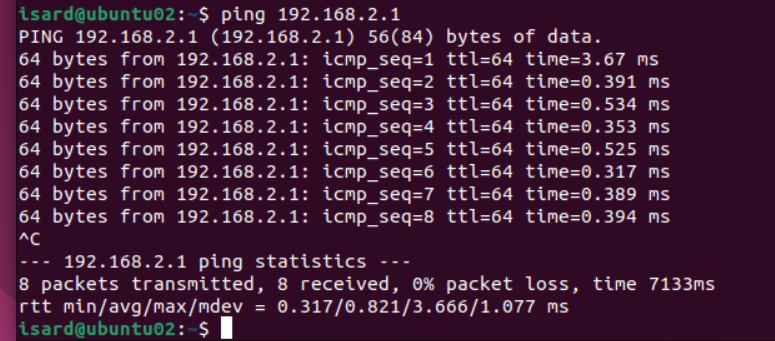 isard@ubuntu02:~$ ping 192.168.2.1
PING 192.168.2.1 (192.168.2.1) 56(84) bytes of data.
64 bytes from 192.168.2.1: icmp_seq=1 ttl=64 time=3.67 ms
64 bytes from 192.168.2.1: icmp_seq=2 ttl=64 time=0.391 ms
64 bytes from 192.168.2.1: icmp_seq=3 ttl=64 time=0.534 ms
64 bytes from 192.168.2.1: icmp_seq=4 ttl=64 time=0.353 ms
64 bytes from 192.168.2.1: icmp_seq=5 ttl=64 time=0.525 ms
64 bytes from 192.168.2.1: icmp_seq=6 ttl=64 time=0.317 ms
64 bytes from 192.168.2.1: icmp_seq=7 ttl=64 time=0.389 ms
64 bytes from 192.168.2.1: icmp_seq=8 ttl=64 time=0.394 ms
^C
--- 192.168.2.1 ping statistics ---
8 packets transmitted, 8 received, 0% packet loss, time 7133ms
rtt min/avg/max/mdev = 0.317/0.821/3.666/1.077 ms
isard@ubuntu02:~$